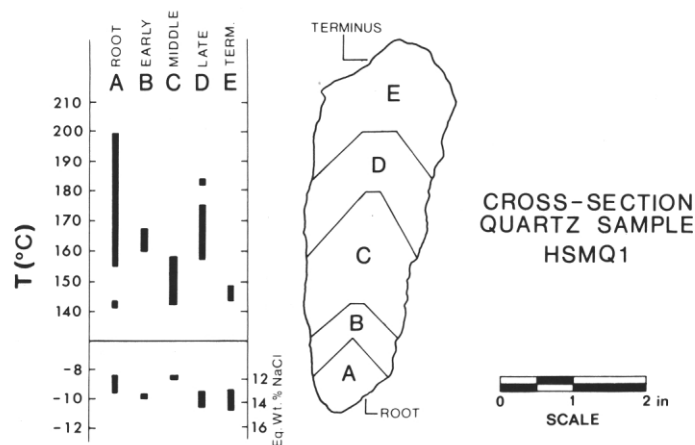 ROOT
EARLY
MIDDLE
LATE
TERM.
A B C D E
210
200
190
180
170
160
150
140
T (°C)
-8
-10
-12
12
14
16
Eq. Wt. % NaCl
TERMINUS
E
D
C
B
A
ROOT
CROSS-SECTION
QUARTZ SAMPLE
HSMQ1
0 1 2 in
SCALE